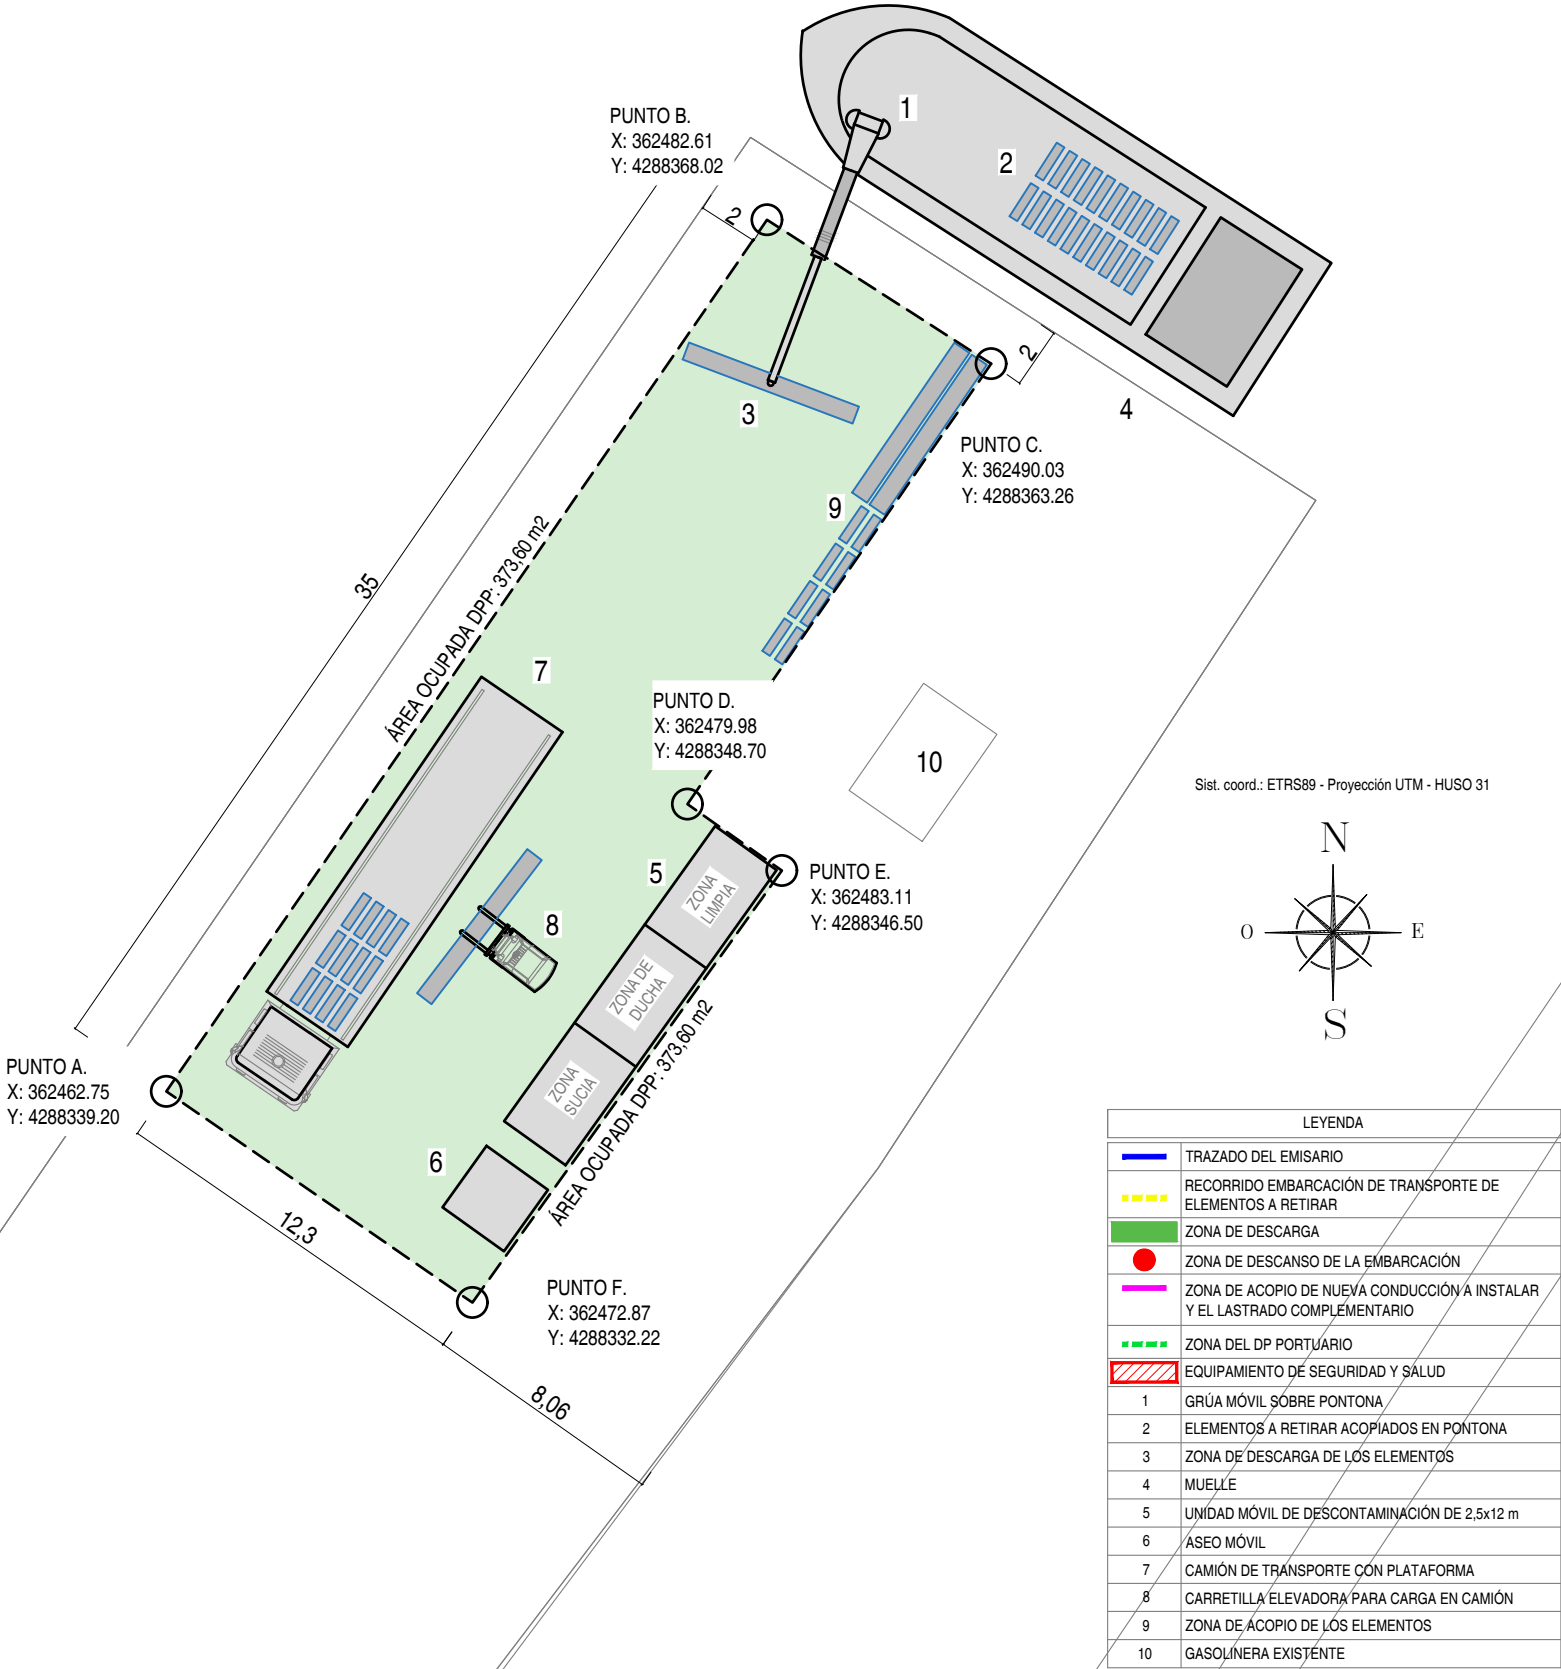 1
PUNTO B.
X: 362482.61
Y: 4288368.02
2
2
3
2
4
PUNTO C.
X: 362490.03
Y: 4288363.26
9
ÁREA OCUPADA DPP: 373,60 m2
35
7
PUNTO D.
X: 362479.98
Y: 4288348.70
10
Sist. coord.: ETRS89 - Proyección UTM - HUSO 31
N
O
E
S
5
ZONA
LIMPIA
PUNTO E.
X: 362483.11
Y: 4288346.50
8
ZONA DE
DUCHA
ZONA
SUCIA
ÁREA OCUPADA DPP: 373,60 m2
PUNTO A.
X: 362462.75
Y: 4288339.20
6
12,3
PUNTO F.
X: 362472.87
Y: 4288332.22
8,06
LEYENDA
TRAZADO DEL EMISARIO
RECORRIDO EMBARCACIÓN DE TRANSPORTE DE
ELEMENTOS A RETIRAR
ZONA DE DESCARGA
ZONA DE DESCANSO DE LA EMBARCACIÓN
ZONA DE ACOPIO DE NUEVA CONDUCCIÓN A INSTALAR
Y EL LASTRADO COMPLEMENTARIO
ZONA DEL DP PORTUARIO
EQUIPAMIENTO DE SEGURIDAD Y SALUD
1 GRÚA MÓVIL SOBRE PONTONA
2 ELEMENTOS A RETIRAR ACOPIADOS EN PONTONA
3 ZONA DE DESCARGA DE LOS ELEMENTOS
4 MUELLE
5 UNIDAD MÓVIL DE DESCONTAMINACIÓN DE 2,5x12 m
6 ASEO MÓVIL
7 CAMIÓN DE TRANSPORTE CON PLATAFORMA
8 CARRETILLA ELEVADORA PARA CARGA EN CAMIÓN
9 ZONA DE ACOPIO DE LOS ELEMENTOS
10 GASOLINERA EXISTENTE